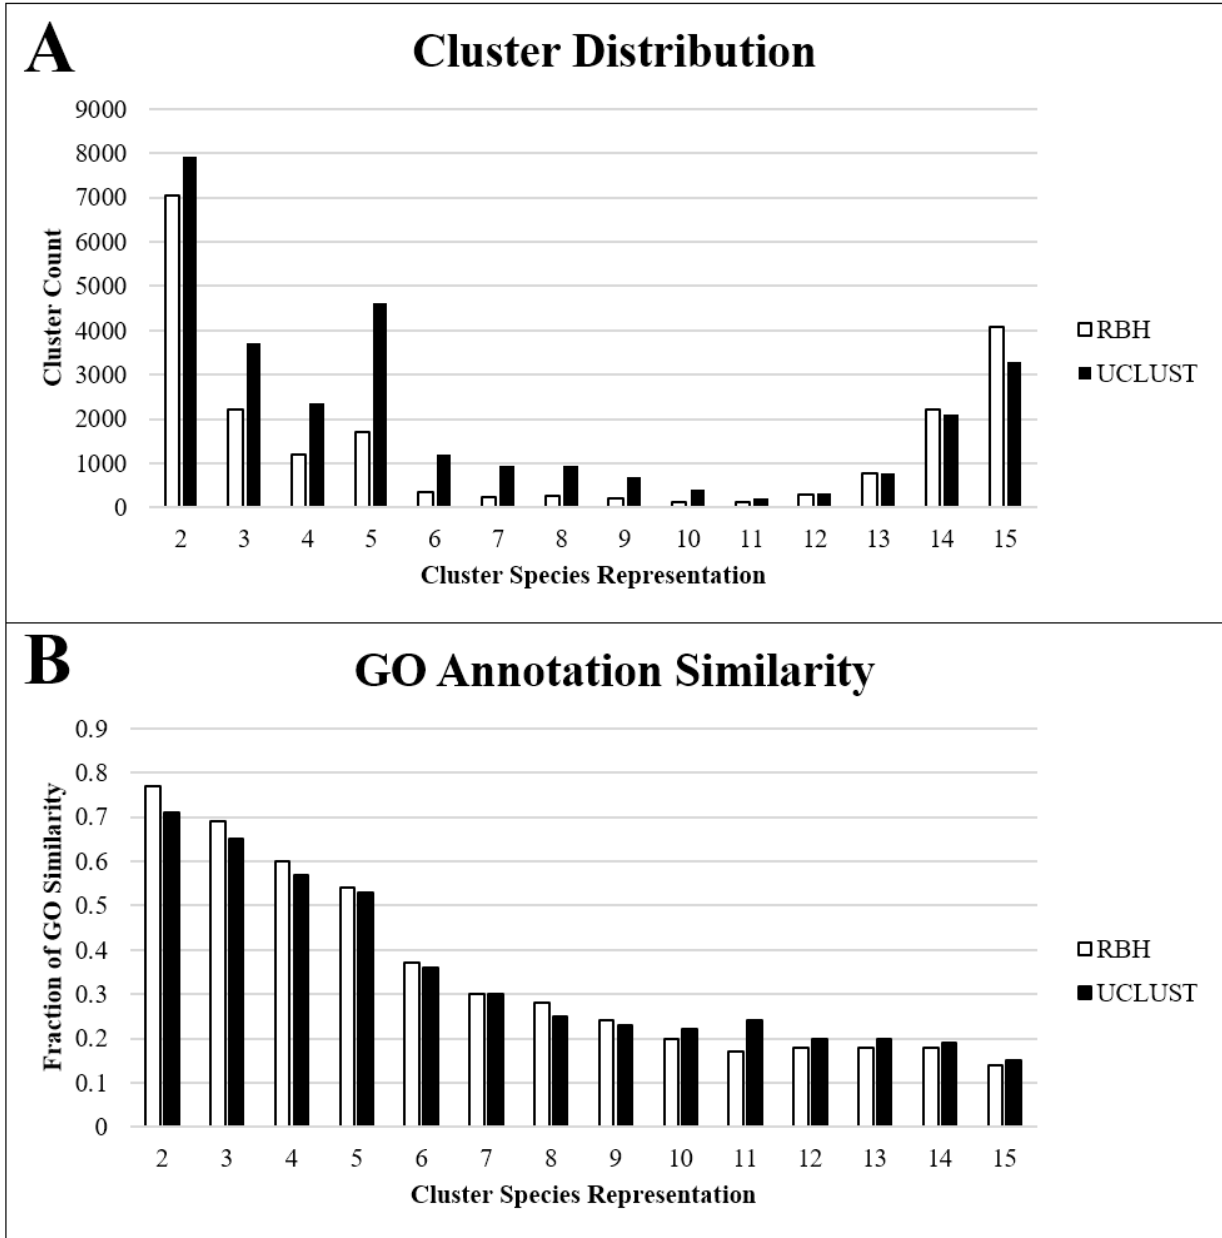 A
Cluster Distribution
9000
8000
7000
6000
5000
4000
3000
2000
1000
0
Cluster Count
2 3 4 5 6 7 8 9 10 11 12 13 14 15
Cluster Species Representation
RBH
UCLUST
B
GO Annotation Similarity
0.9
0.8
0.7
0.6
0.5
0.4
0.3
0.2
0.1
0
Fraction of GO Similarity
2 3 4 5 6 7 8 9 10 11 12 13 14 15
Cluster Species Representation
RBH
UCLUST